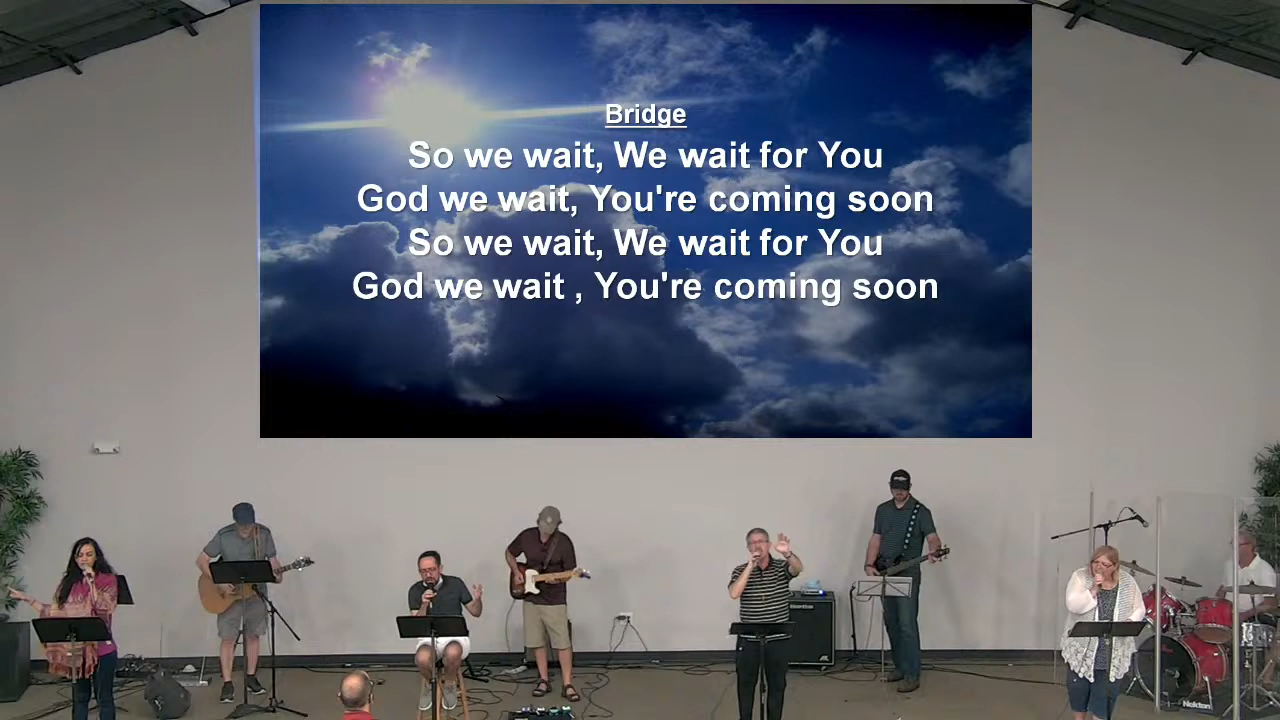 Bridge
So we wait, We wait for You
God we wait, You're coming soon
So we wait, We wait for You
God we wait , You're coming soon